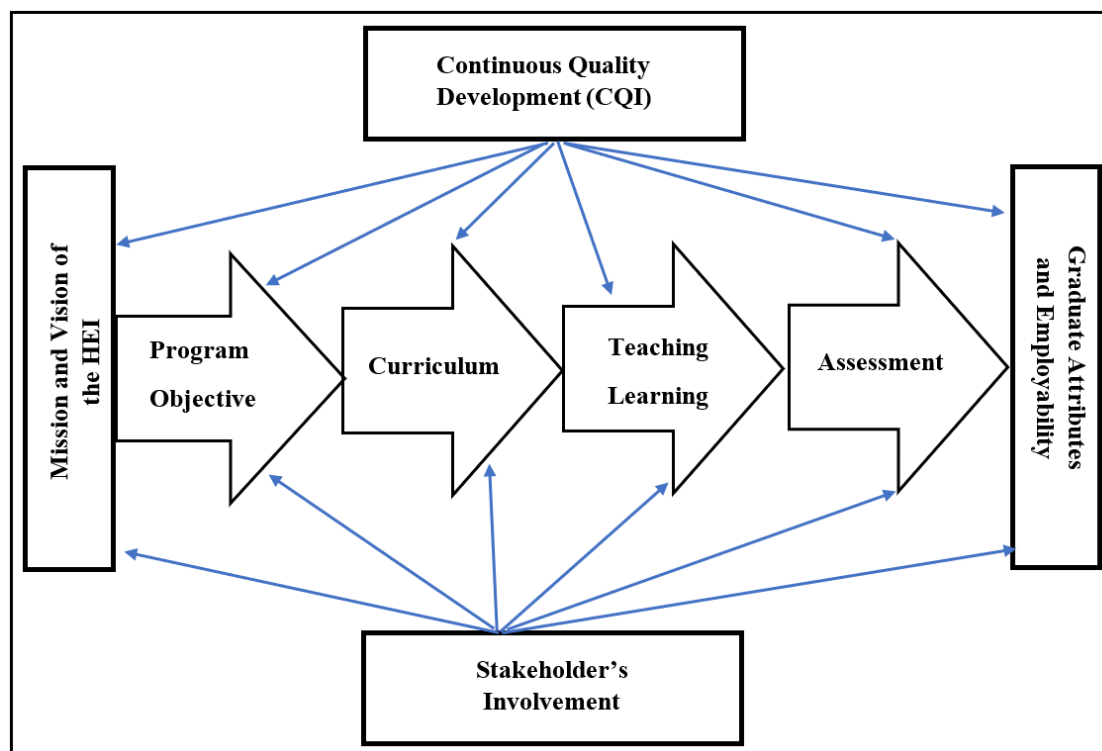 Continuous Quality
Development (CQI)
Mission and Vision of
the HEI
Program
Objective
Curriculum
Teaching
Learning
Assessment
Graduate Attributes
and Employability
Stakeholder’s
Involvement